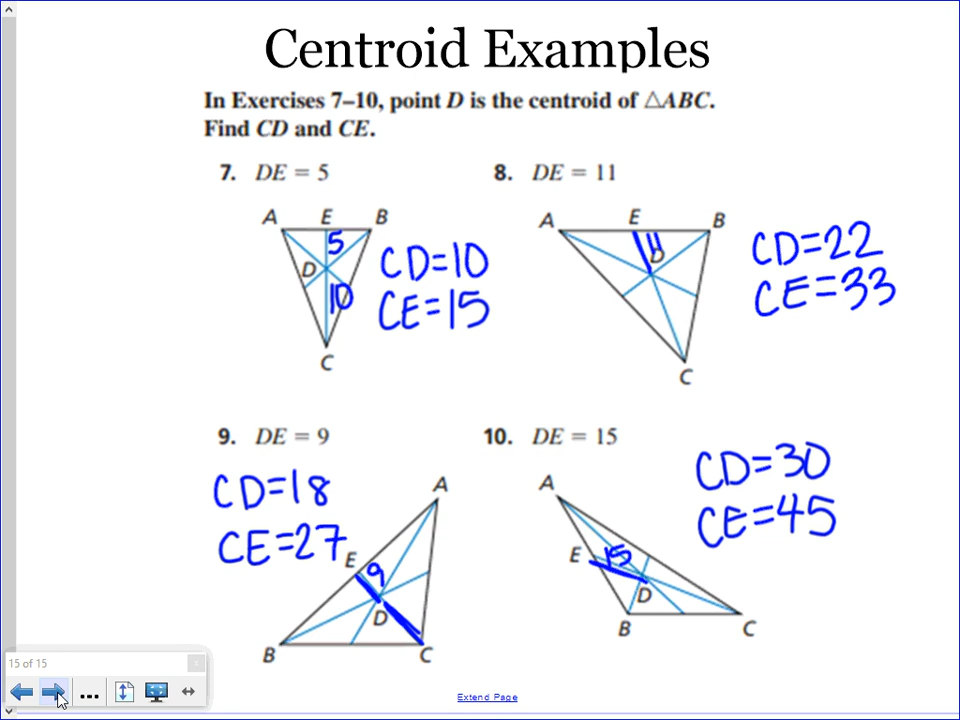 Centroid Examples
In Exercises 7–10, point D is the centroid of △ABC.
Find CD and CE.
7. DE = 5
8. DE = 11
A E B
5
D
10
C
CD=10
CE=15
A E B
11
D
C
CD=22
CE=33
9. DE = 9
10. DE = 15
CD=18
CE=27
A
E
9
D
B C
A
E
15
D
B C
CD=30
CE=45
15 of 15
Extend Page